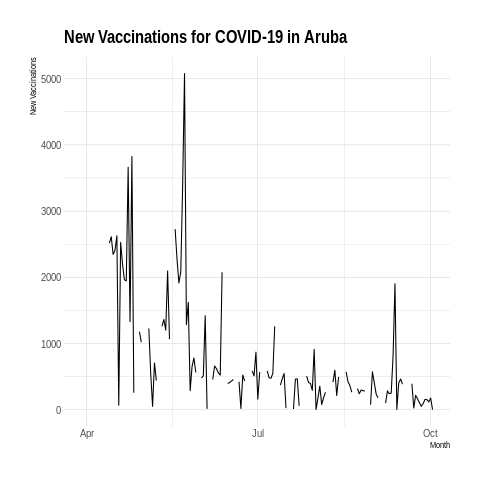 New Vaccinations for COVID-19 in Aruba
New Vaccinations
5000
4000
3000
2000
1000
0
Apr
Jul
Oct
Month